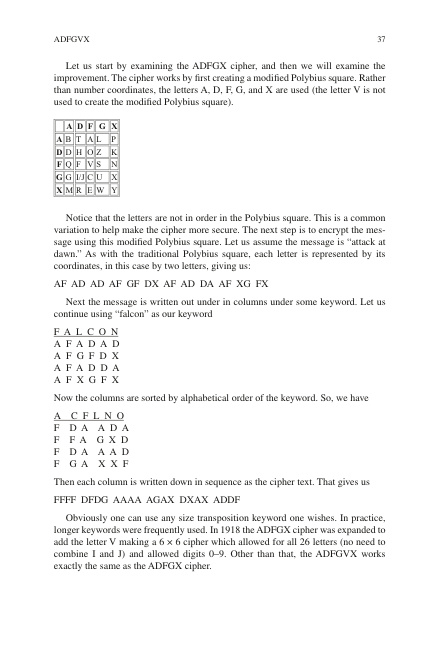 ADFGVX 37
Let us start by examining the ADFGX cipher, and then we will examine the
improvement. The cipher works by first creating a modified Polybius square. Rather
than number coordinates, the letters A, D, F, G, and X are used (the letter V is not
used to create the modified Polybius square).
A D F G X
A B T A L P
D D H O Z K
F Q F V S N
G G I/J C U X
X M R E W Y
Notice that the letters are not in order in the Polybius square. This is a common
variation to help make the cipher more secure. The next step is to encrypt the mes-
sage using this modified Polybius square. Let us assume the message is “attack at
dawn.” As with the traditional Polybius square, each letter is represented by its
coordinates, in this case by two letters, giving us:
AF AD AD AF GF DX AF AD DA AF XG FX
Next the message is written out under in columns under some keyword. Let us
continue using “falcon” as our keyword
F A L C O N
A F A D A D
A F G F D X
A F A D D A
A F X G F X
Now the columns are sorted by alphabetical order of the keyword. So, we have
A C F L N O
F D A A D A
F F A G X D
F D A A A D
F G A X X F
Then each column is written down in sequence as the cipher text. That gives us
FFFF DFDG AAAA AGAX DXAX ADDF
Obviously one can use any size transposition keyword one wishes. In practice,
longer keywords were frequently used. In 1918 the ADFGX cipher was expanded to
add the letter V making a 6 × 6 cipher which allowed for all 26 letters (no need to
combine I and J) and allowed digits 0–9. Other than that, the ADFGVX works
exactly the same as the ADFGX cipher.